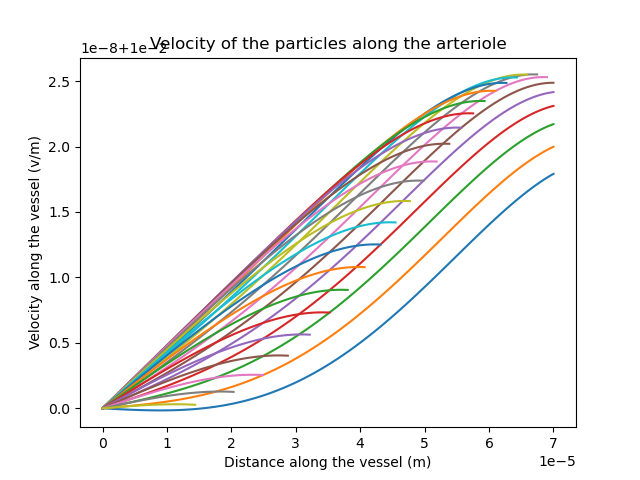 1e−8+1e−2
Velocity of the particles along the arteriole
Velocity along the vessel (v/m)
2.5
2.0
1.5
1.0
0.5
0.0
0 1 2 3 4 5 6 7
1e−5
Distance along the vessel (m)